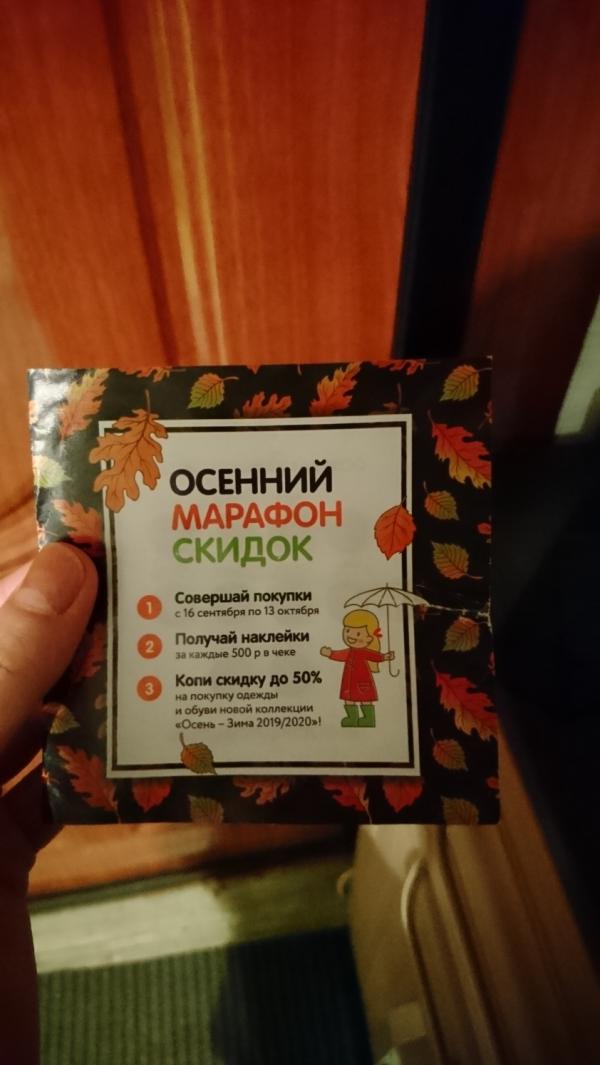 ОСЕННИЙ
МАРАФОН
СКИДОК
1 Совершай покупки
с 16 сентября по 13 октября
2 Получай наклейки
за каждые 500 р в чеке
3 Копи скидку до 50%
на покупку одежды
и обуви новой коллекции
«Осень – Зима 2019/2020»!